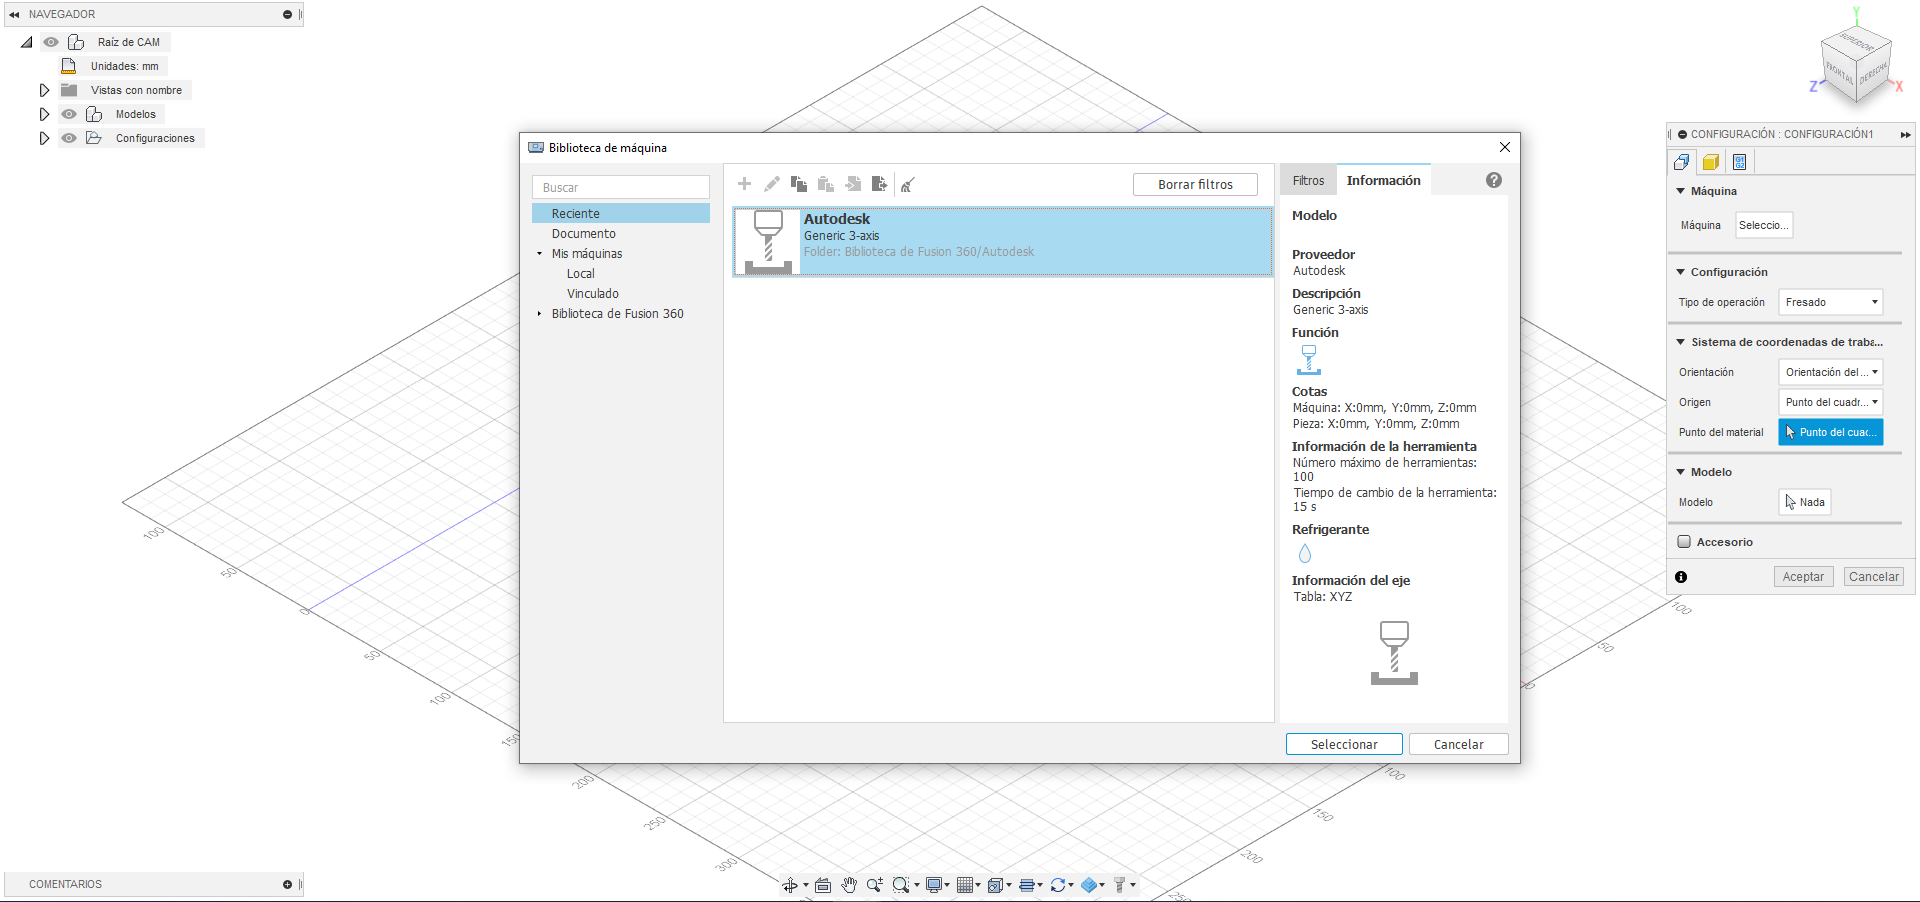 NAVEGADOR
Raíz de CAM
Unidades: mm
Vistas con nombre
Modelos
Configuraciones
Y
SUPERIOR
FRONTAL
DERECHA
Z
X
Biblioteca de máquina
Buscar
Reciente
Documento
Mis máquinas
Local
Vinculado
Biblioteca de Fusion 360
Borrar filtros
Autodesk
Generic 3-axis
Folder: Biblioteca de Fusion 360/Autodesk
Filtros
Información
Modelo
Proveedor
Autodesk
Descripción
Generic 3-axis
Función
Cotas
Máquina: X:0mm, Y:0mm, Z:0mm
Pieza: X:0mm, Y:0mm, Z:0mm
Información de la herramienta
Número máximo de herramientas:
100
Tiempo de cambio de la herramienta:
15 s
Refrigerante
Información del eje
Tabla: XYZ
Seleccionar
Cancelar
CONFIGURACIÓN : CONFIGURACIÓN1
G1
G2
Máquina
Máquina
Seleccio...
Configuración
Tipo de operación
Fresado
Sistema de coordenadas de traba...
Orientación
Orientación del ...
Origen
Punto del cuadr...
Punto del material
Punto del cuac...
Modelo
Modelo
Nada
Accesorio
Aceptar
Cancelar
100
50
0
50
100
150
200
250
300
100
50
100
150
200
250
COMENTARIOS